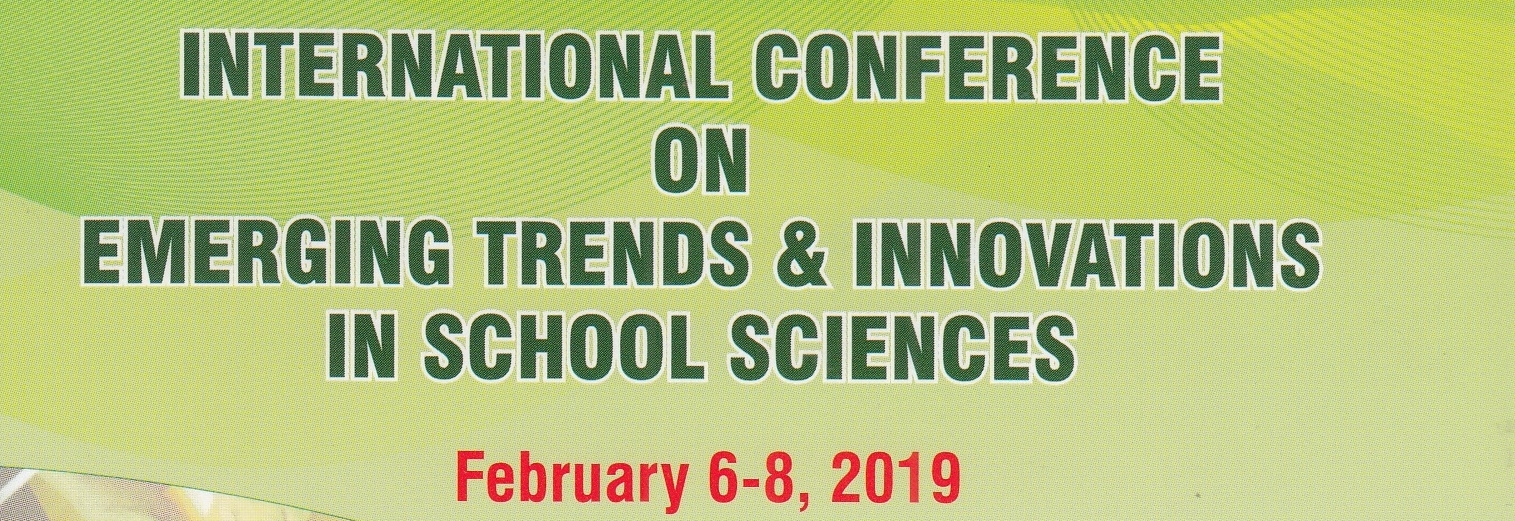 INTERNATIONAL CONFERENCE
ON
EMERGING TRENDS & INNOVATIONS
IN SCHOOL SCIENCES
February 6-8, 2019